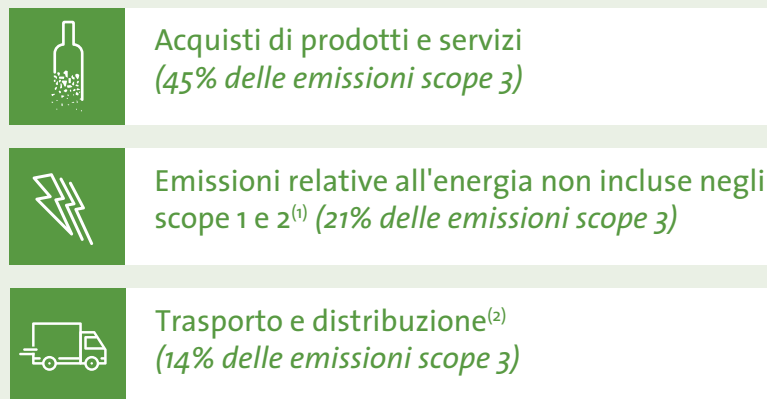 Acquisti di prodotti e servizi
(45% delle emissioni scope 3)
Emissioni relative all'energia non incluse negli
scope 1 e 2(1) (21% delle emissioni scope 3)
Trasporto e distribuzione(2)
(14% delle emissioni scope 3)